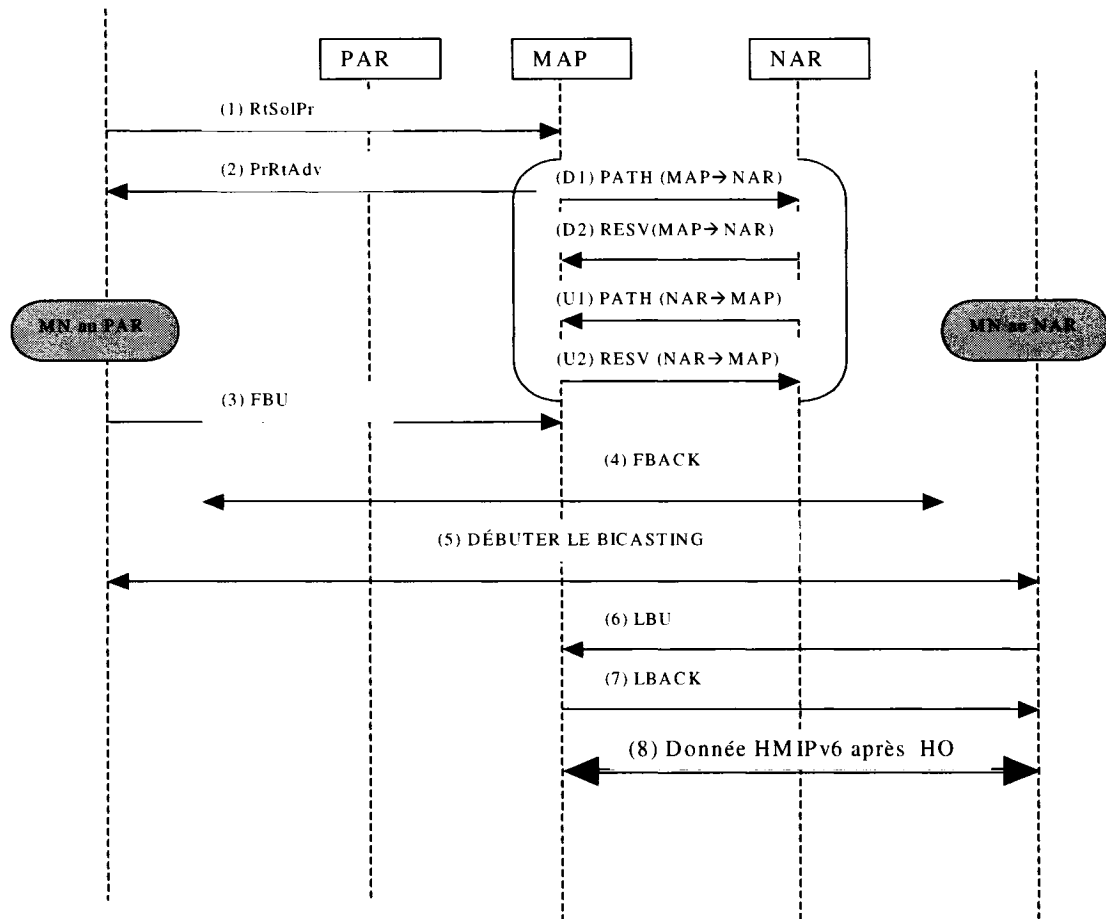 PAR
MAP
NAR
(1) RtSolPr
(2) PrRtAdv
(D1) PATH (MAP→NAR)
(D2) RESV(MAP→NAR)
(U1) PATH (NAR→MAP)
MN au PAR
MN au NAR
(U2) RESV (NAR→MAP)
(3) FBU
(4) FBACK
(5) DÉBUTER LE BICASTING
(6) LBU
(7) LBACK
(8) Donnée HMIPv6 après HO